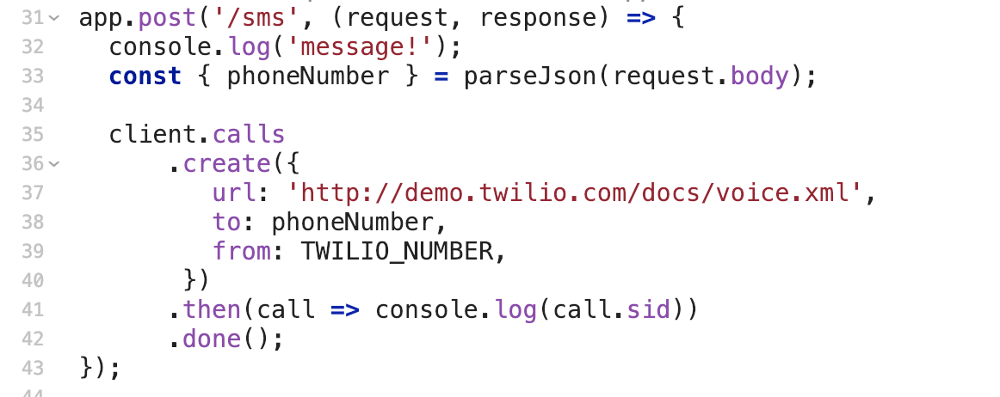 31 app.post('/sms', (request, response) => {
32 console.log('message!');
33 const { phoneNumber } = parseJson(request.body);
34
35 client.calls
36 .create({
37 url: 'http://demo.twilio.com/docs/voice.xml',
38 to: phoneNumber,
39 from: TWILIO_NUMBER,
40 })
41 .then(call => console.log(call.sid))
42 .done();
43 });
44